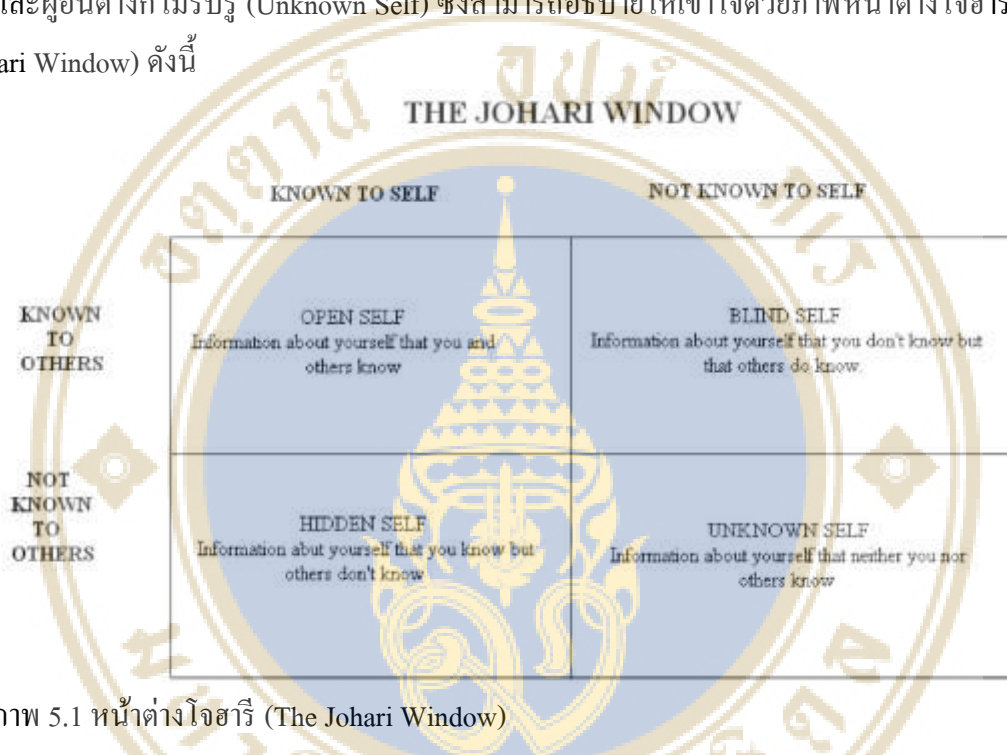 และผู้อื่นต่างก็ไม่รับรู้ (Unknown Self) ซึ่งสามารถอธิบายให้เข้าใจด้วยภาพหน้าต่างโจฮารี
ari Window) ดังนี้
THE JOHARI WINDOW
KNOWN TO SELF
NOT KNOWN TO SELF
KNOWN
TO
OTHERS
OPEN SELF
Information about yourself that you and
others know
BLIND SELF
Information about yourself that you don't know but
that others do know.
NOT
KNOWN
TO
OTHERS
HIDDEN SELF
Information abut yourself that you know but
others don't know
UNKNOWN SELF
Information about yourself that neither you nor
others know
ภาพ 5.1 หน้าต่างโจฮารี (The Johari Window)